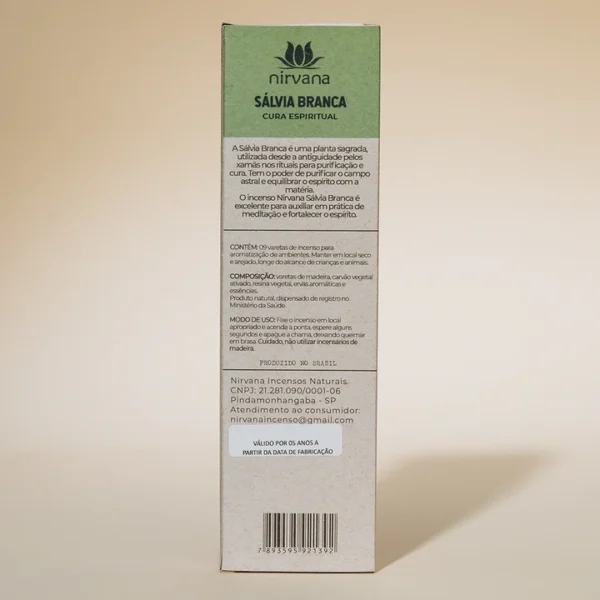 nirvana
SÁLVIA BRANCA
CURA ESPIRITUAL
A Sálvia Branca é uma planta sagrada,
utilizada desde a antiguidade pelos
xamãs nos rituais para purificação e
cura. Tem o poder de purificar o campo
astral e equilibrar o espírito com a
matéria.
O incenso Nirvana Sálvia Branca é
excelente para auxiliar em prática de
meditação e fortalecer o espírito.
CONTÉM: 09 varetas de incenso para
aromatização de ambientes. Manter em local seco
e arejado, longe do alcance de crianças e animais.
COMPOSIÇÃO: varetas de madeira, carvão vegetal
ativado, resina vegetal, ervas aromáticas e
essências.
Produto natural, dispensado de registro no
Ministério da Saúde.
MODO DE USO: Fixe o incenso em local
apropriado e acenda a ponta, espere alguns
segundos e apague a chama, deixando queimar
em brasa. Cuidado, não utilizar incensários de
madeira.
PRODUZIDO NO BRASIL
Nirvana Incensos Naturais.
CNPJ: 21.281.090/0001-06
Pindamonhangaba - SP
Atendimento ao consumidor:
nirvanaincenso@gmail.com
VÁLIDO POR 05 ANOS A
PARTIR DA DATA DE FABRICAÇÃO
7 893595 921392